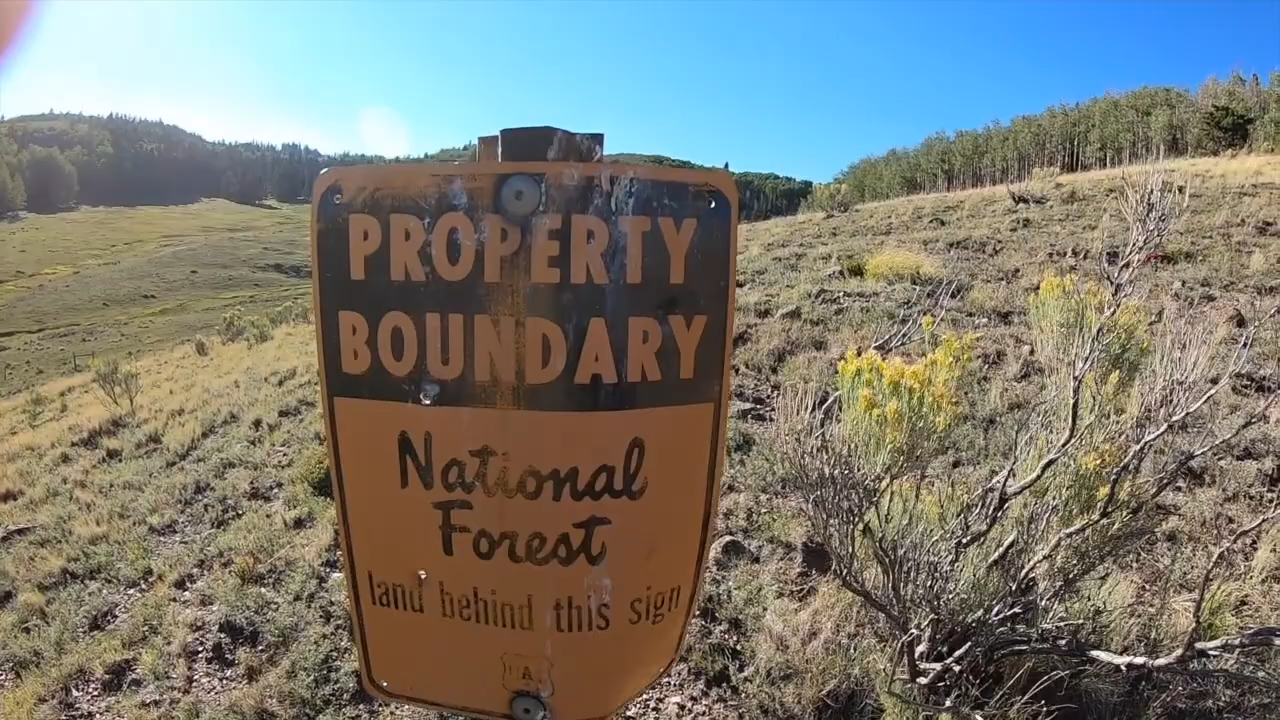 PROPERTY
BOUNDARY
National
Forest
land behind this sign